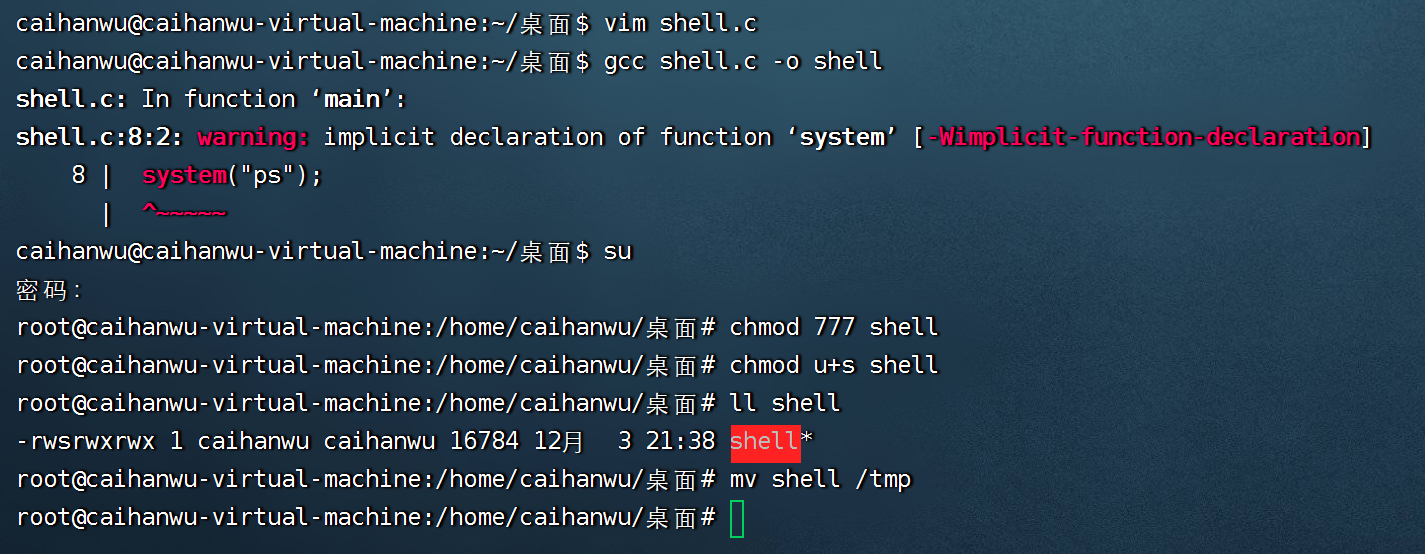 caihanwu@caihanwu-virtual-machine:~/桌面$ vim shell.c
caihanwu@caihanwu-virtual-machine:~/桌面$ gcc shell.c -o shell
shell.c: In function ‘main’:
shell.c:8:2: warning: implicit declaration of function ‘system’ [-Wimplicit-function-declaration]
    8 |  system("ps");
      |  ^~~~~~
caihanwu@caihanwu-virtual-machine:~/桌面$ su
密码：
root@caihanwu-virtual-machine:/home/caihanwu/桌面# chmod 777 shell
root@caihanwu-virtual-machine:/home/caihanwu/桌面# chmod u+s shell
root@caihanwu-virtual-machine:/home/caihanwu/桌面# ll shell
-rwsrwxrwx 1 caihanwu caihanwu 16784 12月  3 21:38 shell*
root@caihanwu-virtual-machine:/home/caihanwu/桌面# mv shell /tmp
root@caihanwu-virtual-machine:/home/caihanwu/桌面#